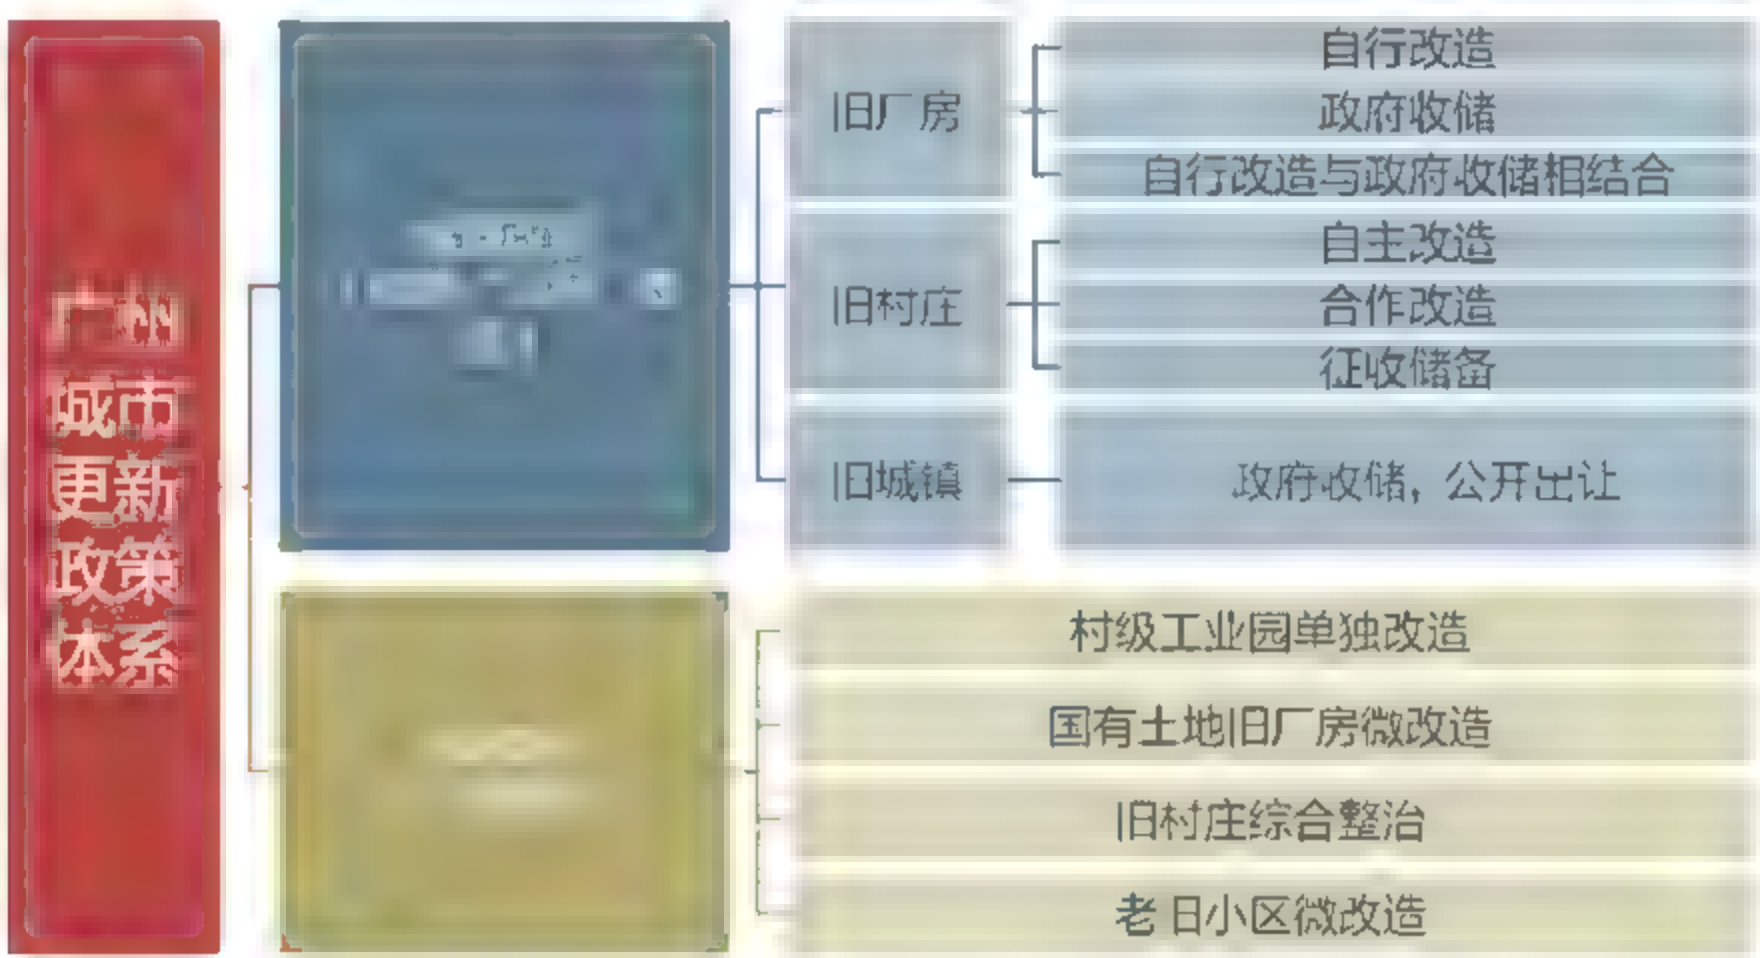 广州
城市
更新
政策
体系
旧厂房
自行改造
政府收储
自行改造与政府收储相结合
旧村庄
自主改造
合作改造
征收储备
旧城镇
政府收储，公开出让
村级工业园单独改造
国有土地旧厂房微改造
旧村庄综合整治
老旧小区微改造